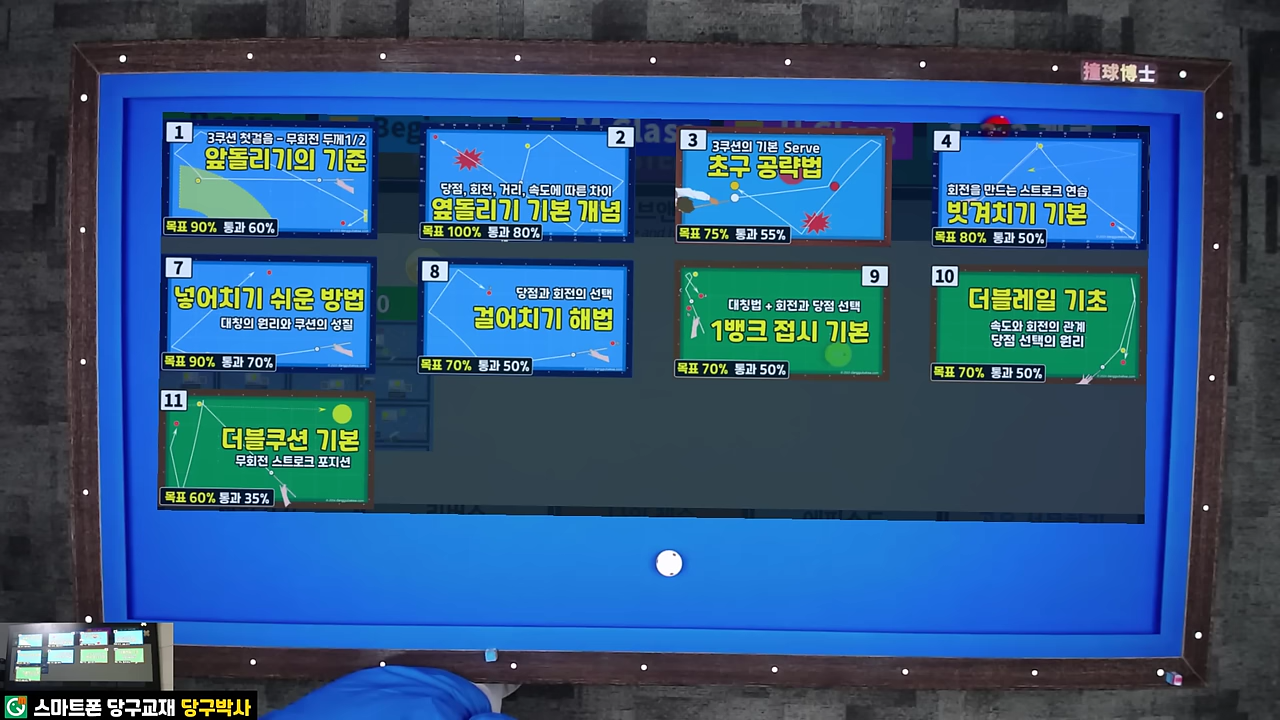 撞球博士
1
3쿠션 첫걸음 - 무회전 두께1/2
앞돌리기의 기준
목표 90% 통과 60%
2
당점, 회전, 거리, 속도에 따른 차이
옆돌리기 기본 개념
목표 100% 통과 80%
3
3쿠션의 기본 Serve
초구 공략법
목표 75% 통과 55%
4
회전을 만드는 스트로크 연습
빗겨치기 기본
목표 80% 통과 50%
7
넣어치기 쉬운 방법
대칭의 원리와 쿠션의 성질
목표 90% 통과 70%
8
당점과 회전의 선택
걸어치기 해법
목표 70% 통과 50%
9
대칭법 + 회전과 당점 선택
1뱅크 접시 기본
목표 70% 통과 50%
10
더블레일 기초
속도와 회전의 관계
당점 선택의 원리
목표 70% 통과 50%
11
더블쿠션 기본
무회전 스트로크 포지션
목표 60% 통과 35%
스마트폰 당구교재 당구박사